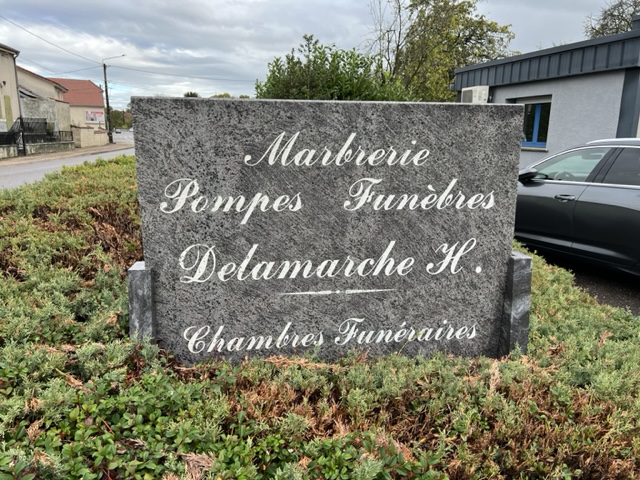 Marbrerie
Pompes Funèbres
Delamarche H.
Chambres Funéraires